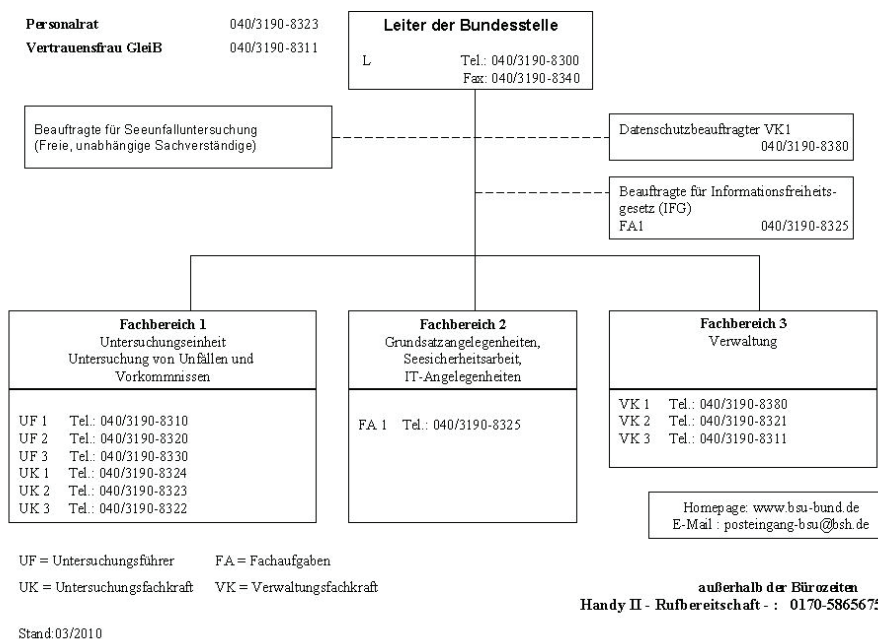 Personalrat 040/3190-8323
Vertrauensfrau GleiB 040/3190-8311
Leiter der Bundesstelle
L Tel.: 040/3190-8300
Fax: 040/3190-8340
Beauftragte für Seeunfalluntersuchung
(Freie, unabhängige Sachverständige)
Datenschutzbeauftragter VK1
040/3190-8380
Beauftragte für Informationsfreiheits-
gesetz (IFG)
FA1 040/3190-8325
Fachbereich 1
Untersuchungseinheit
Untersuchung von Unfällen und
Vorkommnissen
UF 1 Tel.: 040/3190-8310
UF 2 Tel.: 040/3190-8320
UF 3 Tel.: 040/3190-8330
UK 1 Tel.: 040/3190-8324
UK 2 Tel.: 040/3190-8323
UK 3 Tel.: 040/3190-8322
Fachbereich 2
Grundsatzangelegenheiten,
Seesicherheitsarbeit,
IT-Angelegenheiten
FA 1 Tel.: 040/3190-8325
Fachbereich 3
Verwaltung
VK 1 Tel.: 040/3190-8380
VK 2 Tel.: 040/3190-8321
VK 3 Tel.: 040/3190-8311
Homepage: www.bsu-bund.de
E-Mail : posteingang-bsu@bsh.de
UF = Untersuchungsführer FA = Fachaufgaben
UK = Untersuchungsfachkraft VK = Verwaltungsfachkraft
außerhalb der Bürozeiten
Handy II - Rufbereitschaft - : 0170-5865675
Stand:03/2010